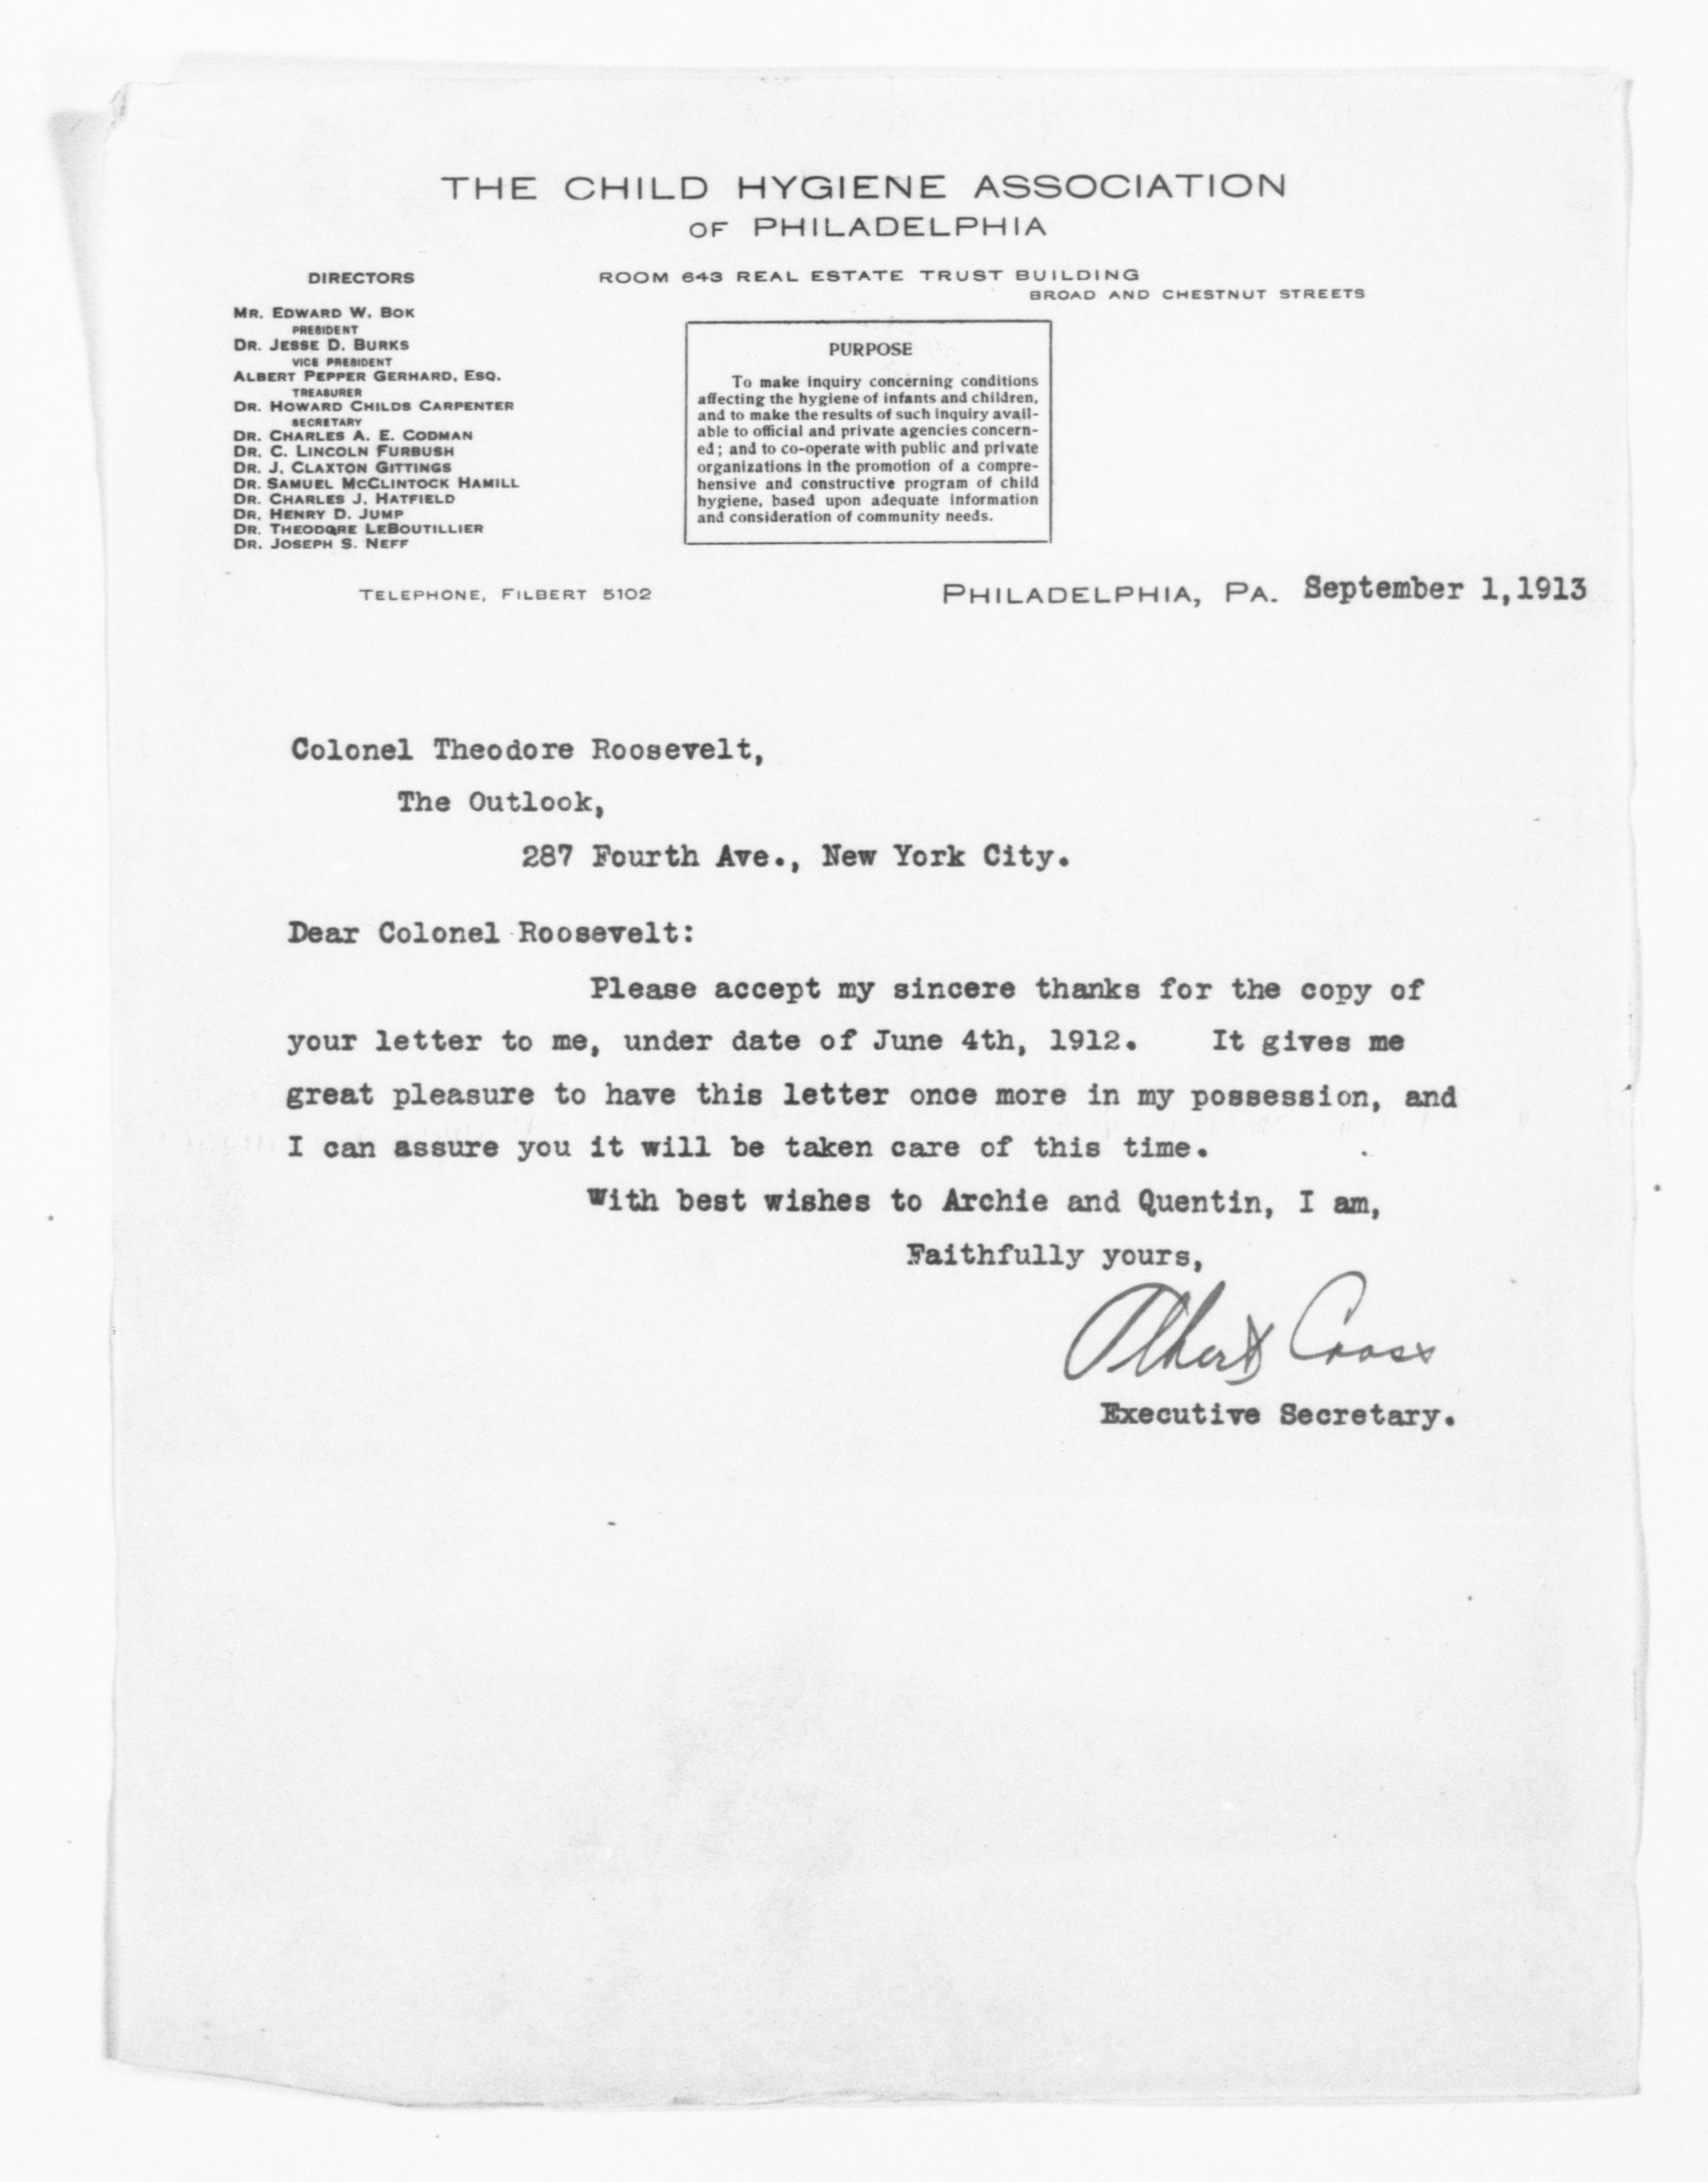 THE CHILD HYGIENE ASSOCIATION
OF PHILADELPHIA
ROOM 643 REAL ESTATE TRUST BUILDING
BROAD AND CHESTNUT STREETS
DIRECTORS
MR. EDWARD W. BOK
PRESIDENT
DR. JESSE D. BURKS
VICE PRESIDENT
ALBERT PEPPER GERHARD, ESQ.
TREASURER
DR. HOWARD CHILDS CARPENTER
SECRETARY
DR. CHARLES A. E. CODMAN
DR. C. LINCOLN FURBUSH
DR. J. CLAXTON GITTINGS
DR. SAMUEL MCCLINTOCK HAMILL
DR. CHARLES J. HATFIELD
DR. HENRY D. JUMP
DR. THEODORE LEBOUTILLIER
DR. JOSEPH S. NEFF
PURPOSE
To make inquiry concerning conditions
affecting the hygiene of infants and children,
and to make the results of such inquiry avail-
able to official and private agencies concern-
ed; and to co-operate with public and private
organizations in the promotion of a compre-
hensive and constructive program of child
hygiene, based upon adequate information
and consideration of community needs.
TELEPHONE, FILBERT 5102
PHILADELPHIA, PA. September 1,1913
Colonel Theodore Roosevelt,
The Outlook,
287 Fourth Ave., New York City.
Dear Colonel Roosevelt:
Please accept my sincere thanks for the copy of
your letter to me, under date of June 4th, 1912. It gives me
great pleasure to have this letter once more in my possession, and
I can assure you it will be taken care of this time.
With best wishes to Archie and Quentin, I am,
Faithfully yours,
Albert Cross
Executive Secretary.